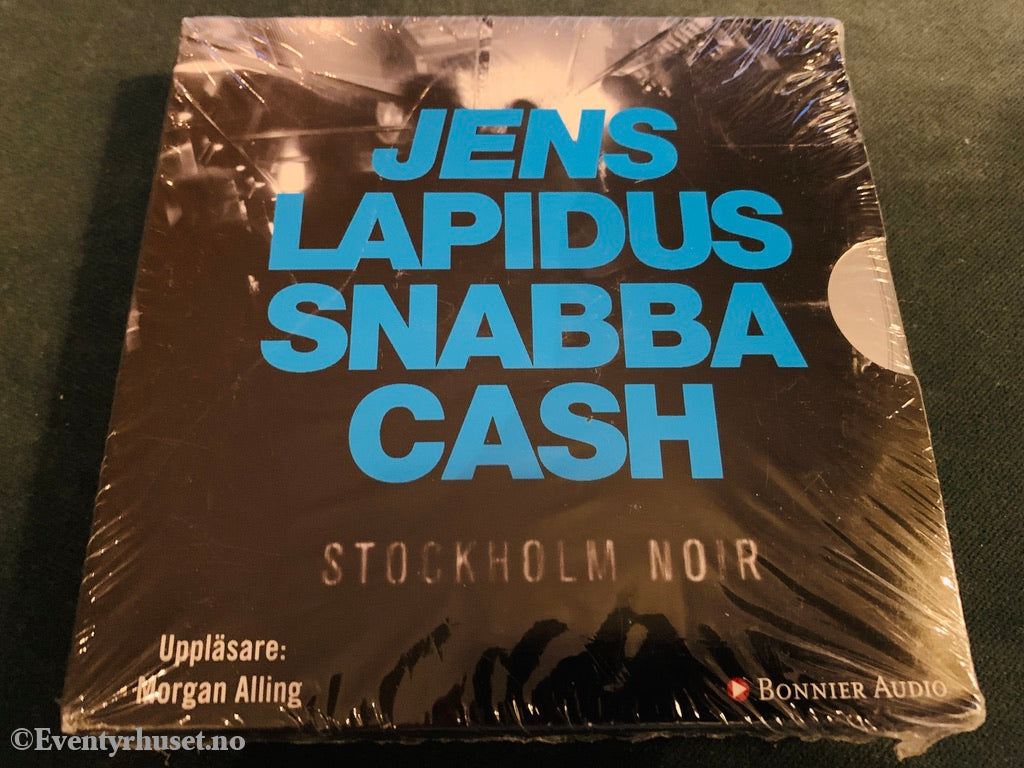 JENS
LAPIDUS
SNABBA
CASH
STOCKHOLM NOIR
Uppläsare:
Morgan Alling
BONNIER AUDIO
©Eventyrhuset.no